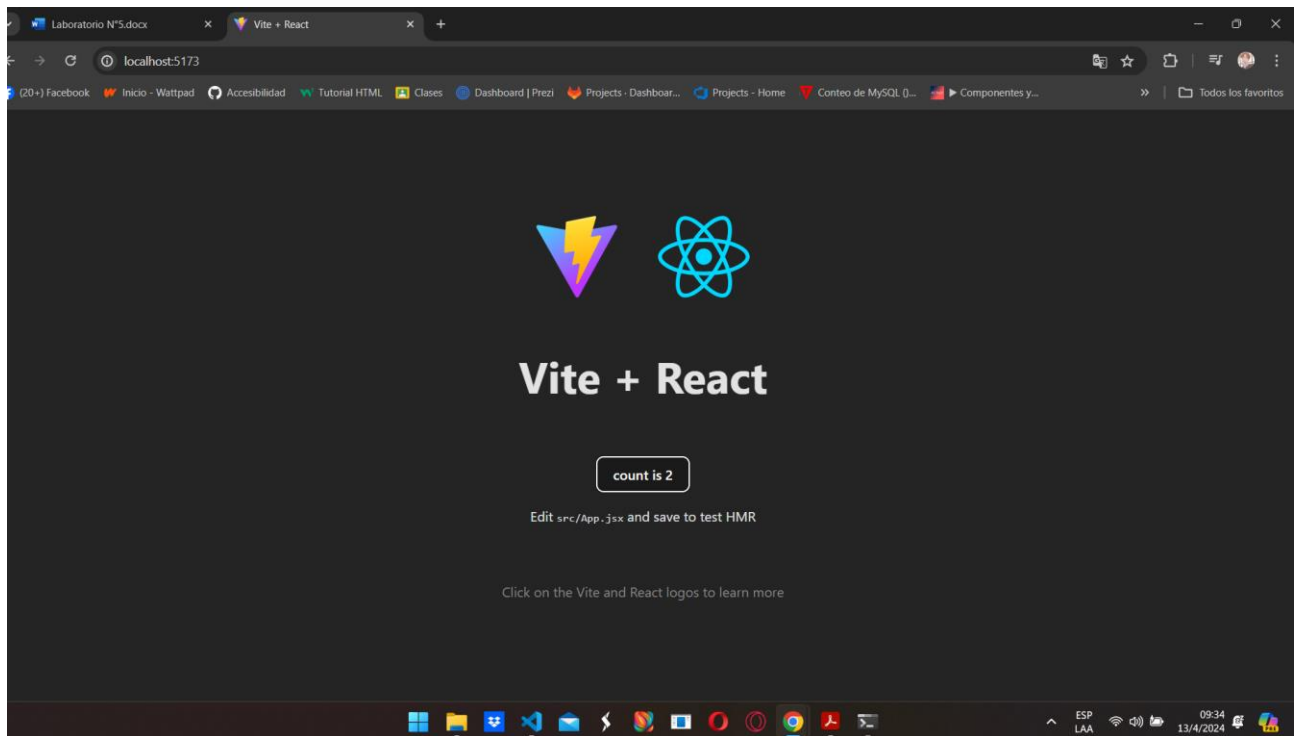 Laboratorio N°5.docx
Vite + React
localhost:5173
(20+) Facebook
Inicio - Wattpad
Accesibilidad
Tutorial HTML
Clases
Dashboard | Prezi
Projects · Dashboar...
Projects - Home
Conteo de MySQL ()...
▶ Componentes y...
»
Todos los favoritos
Vite + React
count is 2
Edit src/App.jsx and save to test HMR
Click on the Vite and React logos to learn more
ESP
LAA
09:34
13/4/2024